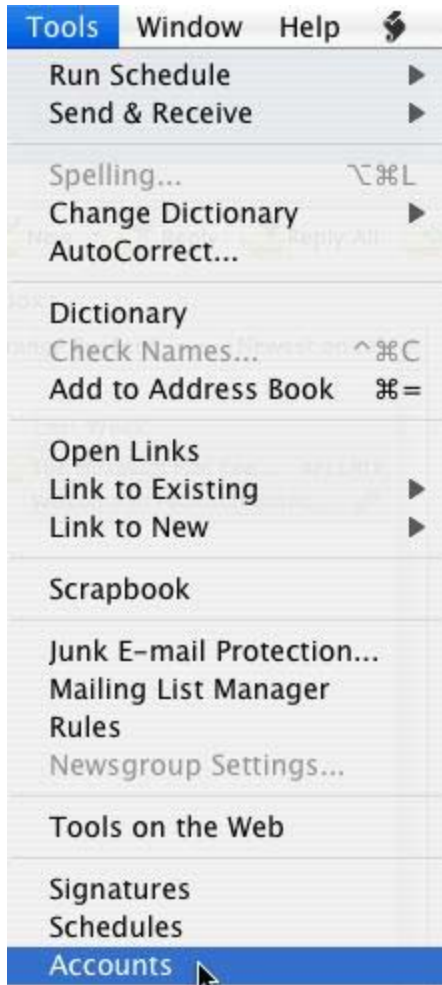 Tools Window Help
Run Schedule
Send & Receive
Spelling... ⌥⌘L
Change Dictionary
AutoCorrect...
Dictionary
Check Names... ^⌘C
Add to Address Book ⌘=
Open Links
Link to Existing
Link to New
Scrapbook
Junk E-mail Protection...
Mailing List Manager
Rules
Newsgroup Settings...
Tools on the Web
Signatures
Schedules
Accounts